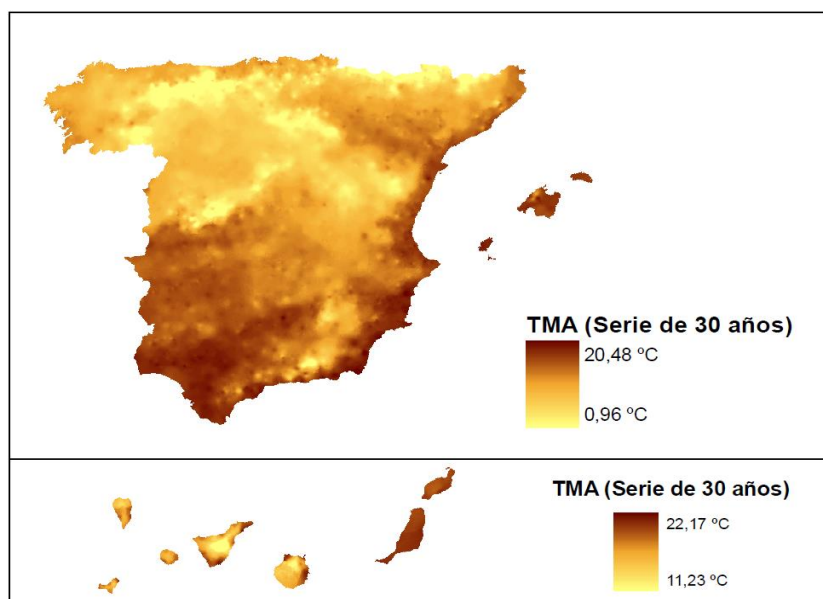 TMA (Serie de 30 años)
20,48 ºC
0,96 ºC
TMA (Serie de 30 años)
22,17 ºC
11,23 ºC